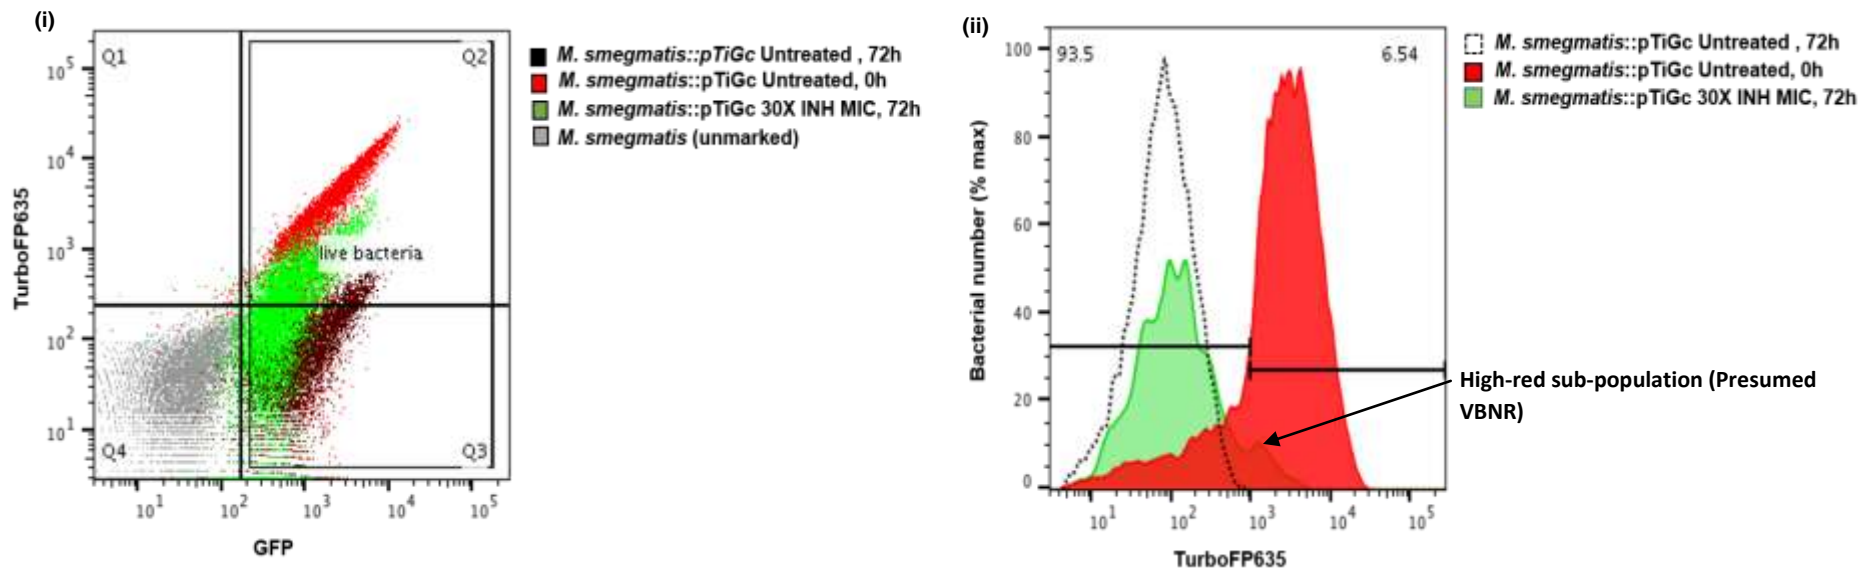 (i)
Q1
Q2
live bacteria
Q4
Q3
10^5
10^4
10^3
10^2
10^1
10^1
10^2
10^3
10^4
10^5
TurboFP635
GFP
M. smegmatis::pTiGc Untreated , 72h
M. smegmatis::pTiGc Untreated, 0h
M. smegmatis::pTiGc 30X INH MIC, 72h
M. smegmatis (unmarked)
(ii)
93.5
6.54
100
80
60
40
20
0
10^1
10^2
10^3
10^4
10^5
Bacterial number (% max)
TurboFP635
M. smegmatis::pTiGc Untreated , 72h
M. smegmatis::pTiGc Untreated, 0h
M. smegmatis::pTiGc 30X INH MIC, 72h
High-red sub-population (Presumed
VBNR)